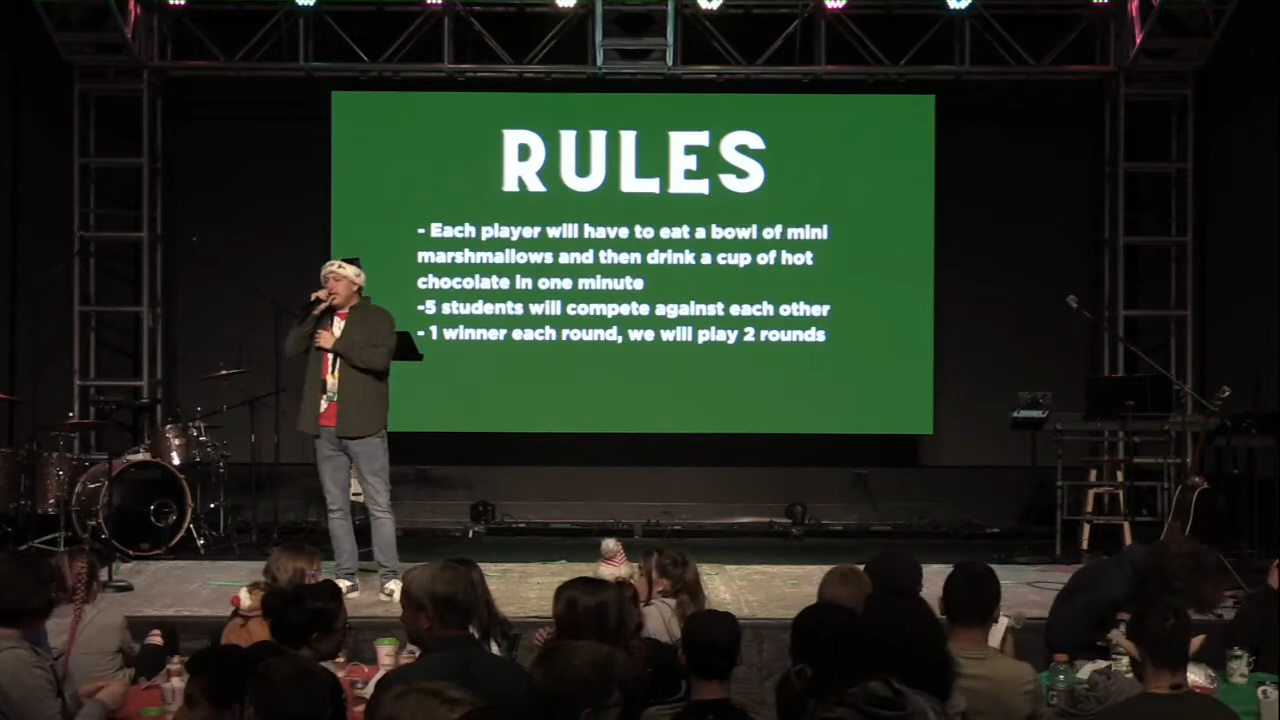 RULES
- Each player will have to eat a bowl of mini
marshmallows and then drink a cup of hot
chocolate in one minute
-5 students will compete against each other
- 1 winner each round, we will play 2 rounds